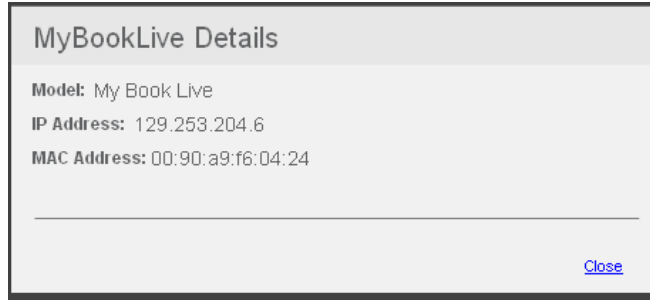 MyBookLive Details
Model: My Book Live
IP Address: 129.253.204.6
MAC Address: 00:90:a9:f6:04:24
Close